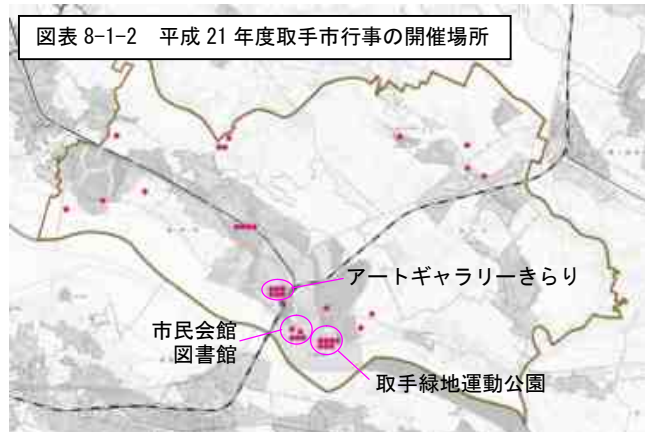 図表 8-1-2 平成 21 年度取手市行事の開催場所
アートギャラリーきらり
市民会館
図書館
取手緑地運動公園